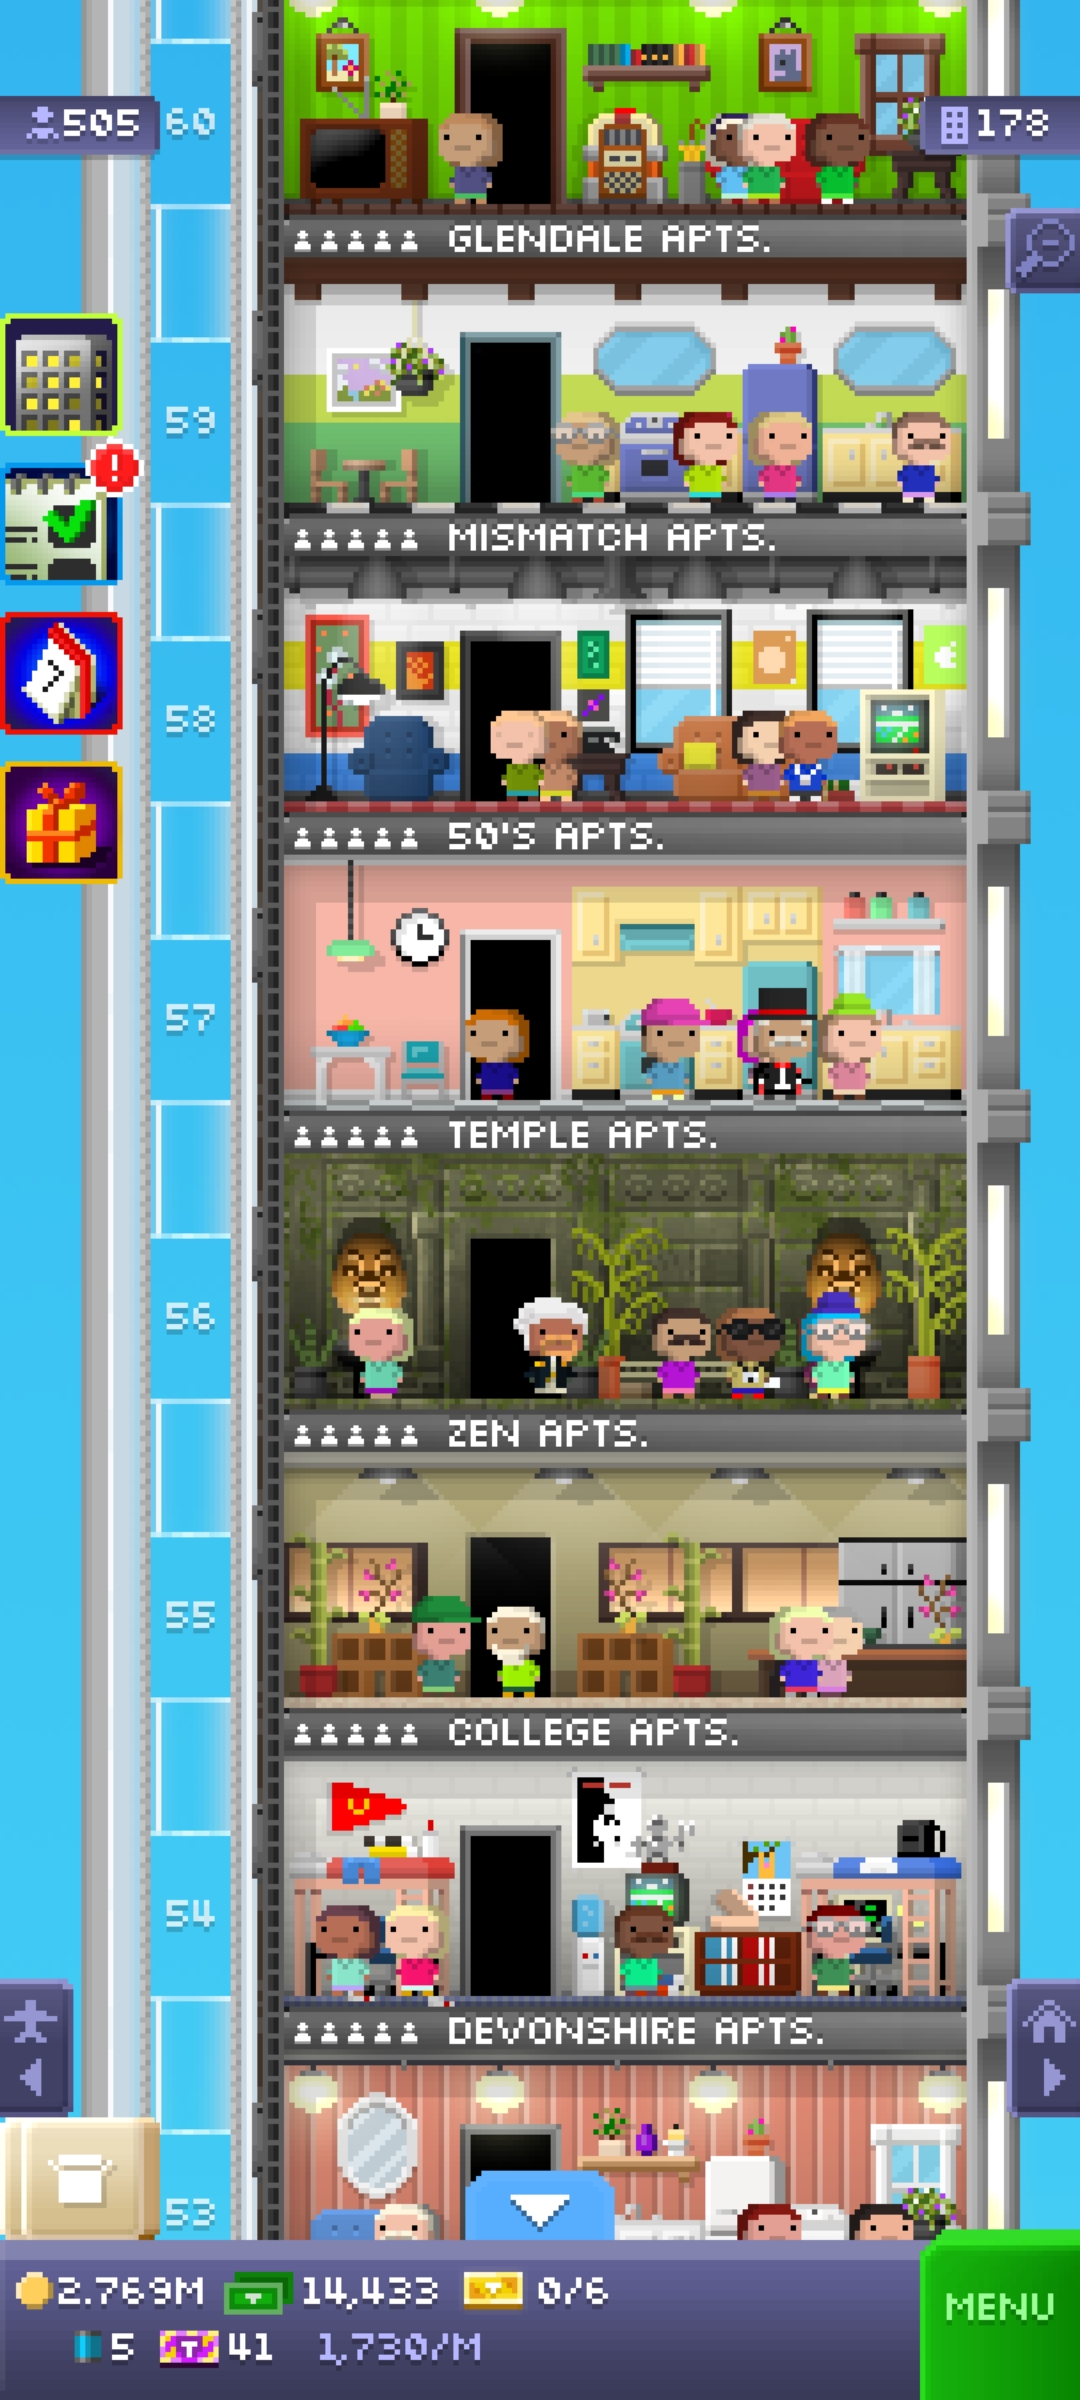 60
505
178
GLENDALE APTS.
59
MISMATCH APTS.
58
50'S APTS.
57
TEMPLE APTS.
56
ZEN APTS.
55
COLLEGE APTS.
54
DEVONSHIRE APTS.
53
2.769M 14,433 0/6
5 T 41 1,730/M
MENU